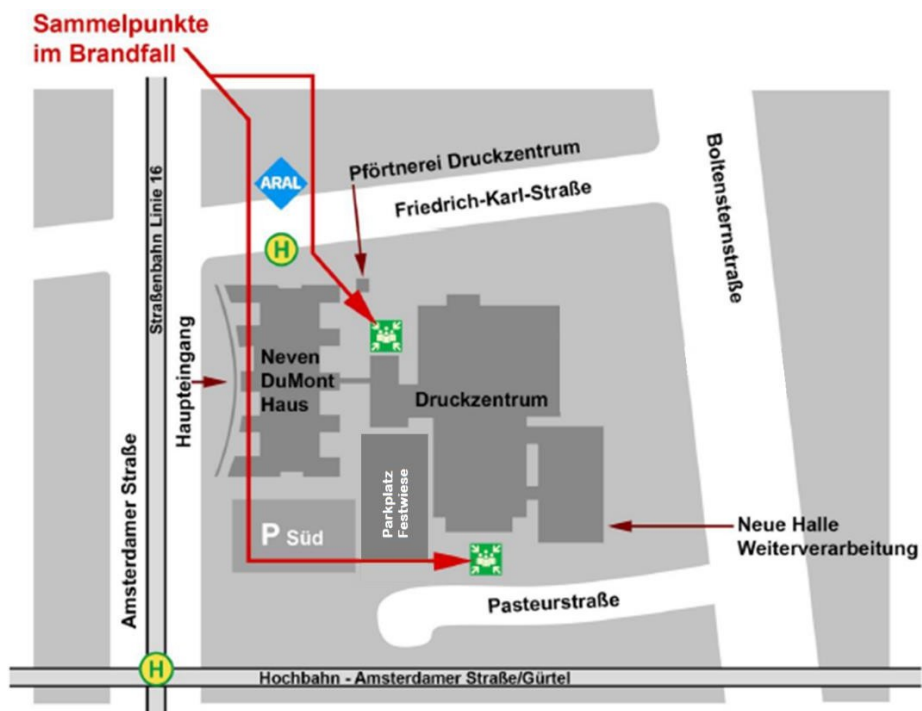 Sammelpunkte
im Brandfall
Straßenbahn Linie 16
ARAL
Pförtnerei Druckzentrum
Friedrich-Karl-Straße
Boltensternstraße
H
Haupteingang
Neven
DuMont
Haus
Druckzentrum
Amsterdamer Straße
Parkplatz
Festwiese
P Süd
Neue Halle
Weiterverarbeitung
Pasteurstraße
H
Hochbahn - Amsterdamer Straße/Gürtel